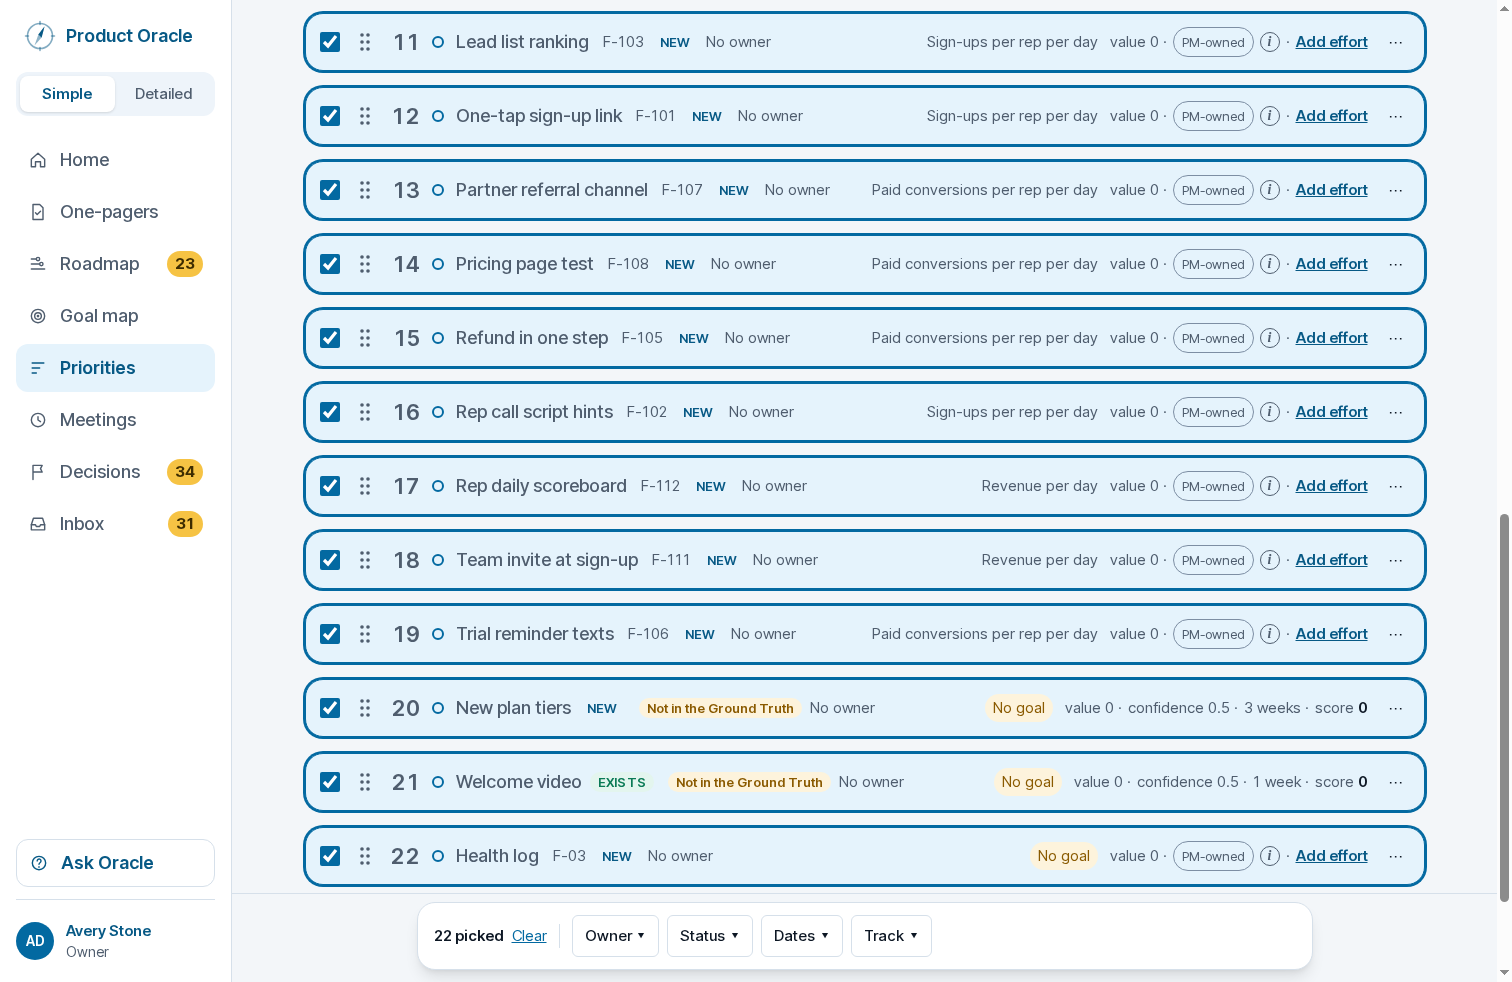 Product Oracle
Simple Detailed
Home
One-pagers
Roadmap 23
Goal map
Priorities
Meetings
Decisions 34
Inbox 31
Ask Oracle
AD Avery Stone
Owner
11 Lead list ranking F-103 NEW No owner Sign-ups per rep per day value 0 · PM-owned i · Add effort ...
12 One-tap sign-up link F-101 NEW No owner Sign-ups per rep per day value 0 · PM-owned i · Add effort ...
13 Partner referral channel F-107 NEW No owner Paid conversions per rep per day value 0 · PM-owned i · Add effort ...
14 Pricing page test F-108 NEW No owner Paid conversions per rep per day value 0 · PM-owned i · Add effort ...
15 Refund in one step F-105 NEW No owner Paid conversions per rep per day value 0 · PM-owned i · Add effort ...
16 Rep call script hints F-102 NEW No owner Sign-ups per rep per day value 0 · PM-owned i · Add effort ...
17 Rep daily scoreboard F-112 NEW No owner Revenue per day value 0 · PM-owned i · Add effort ...
18 Team invite at sign-up F-111 NEW No owner Revenue per day value 0 · PM-owned i · Add effort ...
19 Trial reminder texts F-106 NEW No owner Paid conversions per rep per day value 0 · PM-owned i · Add effort ...
20 New plan tiers NEW Not in the Ground Truth No owner No goal value 0 · confidence 0.5 · 3 weeks · score 0 ...
21 Welcome video EXISTS Not in the Ground Truth No owner No goal value 0 · confidence 0.5 · 1 week · score 0 ...
22 Health log F-03 NEW No owner No goal value 0 · PM-owned i · Add effort ...
22 picked Clear Owner Status Dates Track